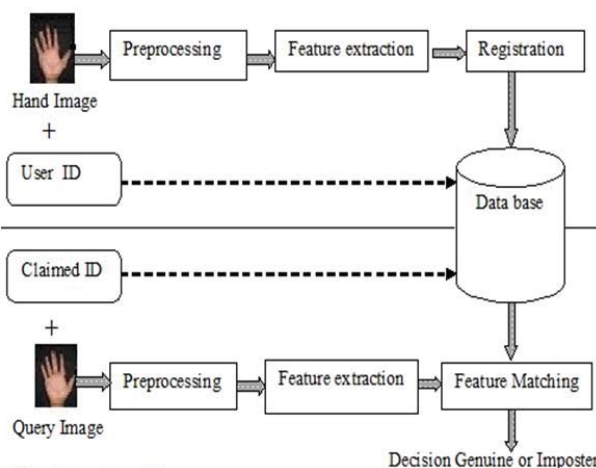 Preprocessing
Feature extraction
Registration
Hand Image
+
User ID
Data base
Claimed ID
+
Preprocessing
Feature extraction
Feature Matching
Query Image
Decision Genuine or Imposter